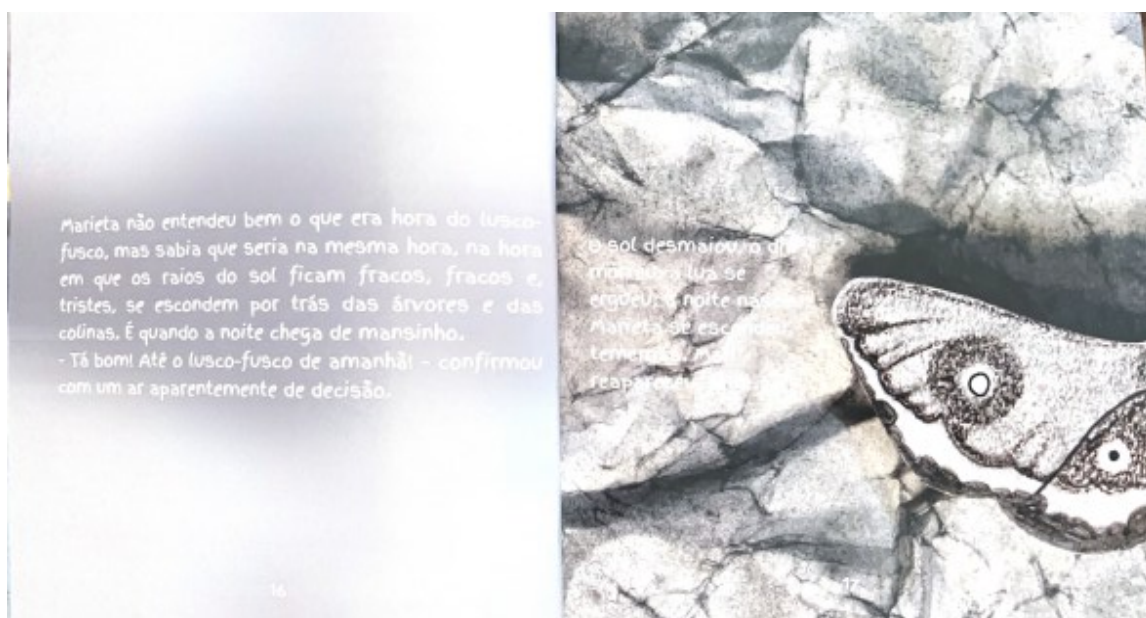 Marieta não entendeu bem o que era hora do lusco-
fusco, mas sabia que seria na mesma hora, na hora
em que os raios do sol ficam fracos, fracos e,
tristes, se escondem por trás das árvores e das
colinas. É quando a noite chega de mansinho.
- Tá bom! Até o lusco-fusco de amanhã! - confirmou
com um ar aparentemente de decisão.
16
O sol desmaiou, o
morreu, a lua se
ergueu; a noite
Marieta se escondeu
17